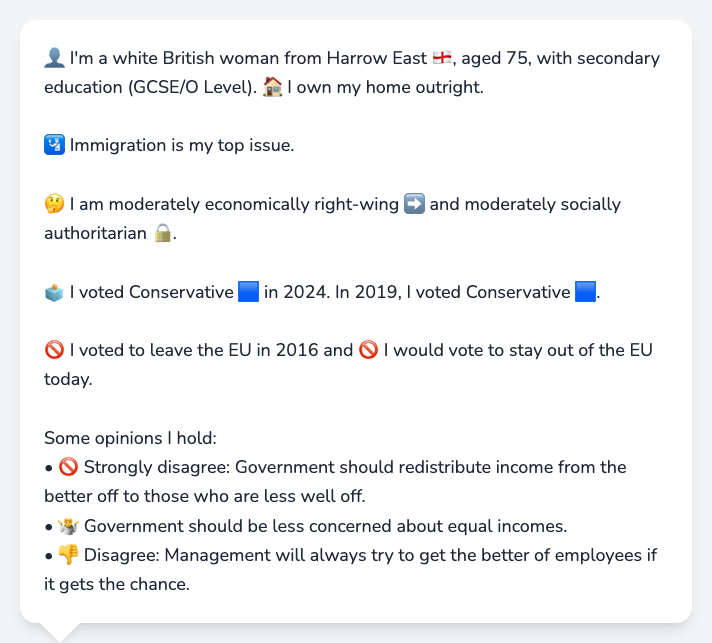 👤 I'm a white British woman from Harrow East 🏴󠁧󠁢󠁥󠁮󠁧󠁿, aged 75, with secondary
education (GCSE/O Level). 🏠 I own my home outright.
🛂 Immigration is my top issue.
🤔 I am moderately economically right-wing ➡️ and moderately socially
authoritarian 🔒.
🗳️ I voted Conservative 🟦 in 2024. In 2019, I voted Conservative 🟦.
🚫 I voted to leave the EU in 2016 and 🚫 I would vote to stay out of the EU
today.
Some opinions I hold:
• 🚫 Strongly disagree: Government should redistribute income from the
better off to those who are less well off.
• 🤷 Government should be less concerned about equal incomes.
• 👎 Disagree: Management will always try to get the better of employees if
it gets the chance.